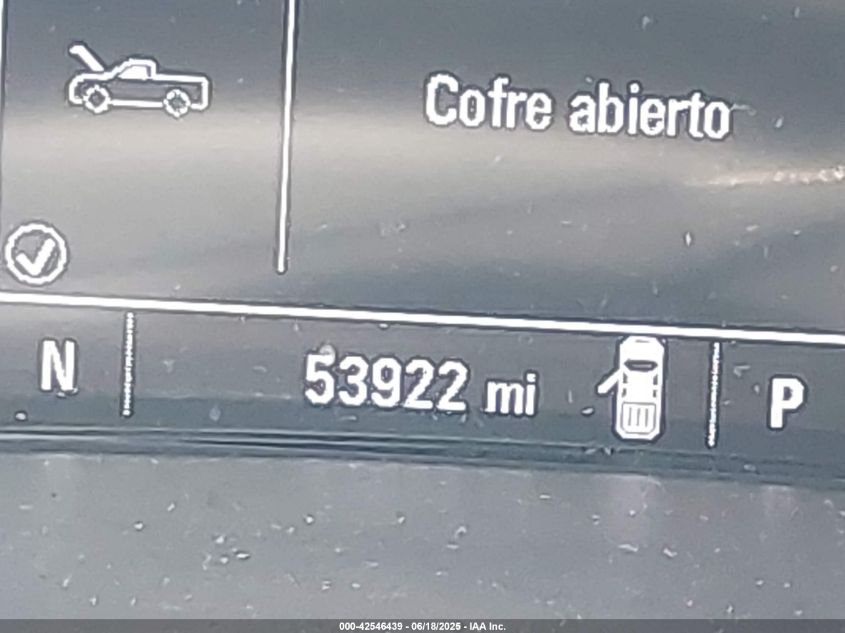 Cofre abierto
N 53922 mi P
000-42546439 - 06/18/2025 - IAA Inc.